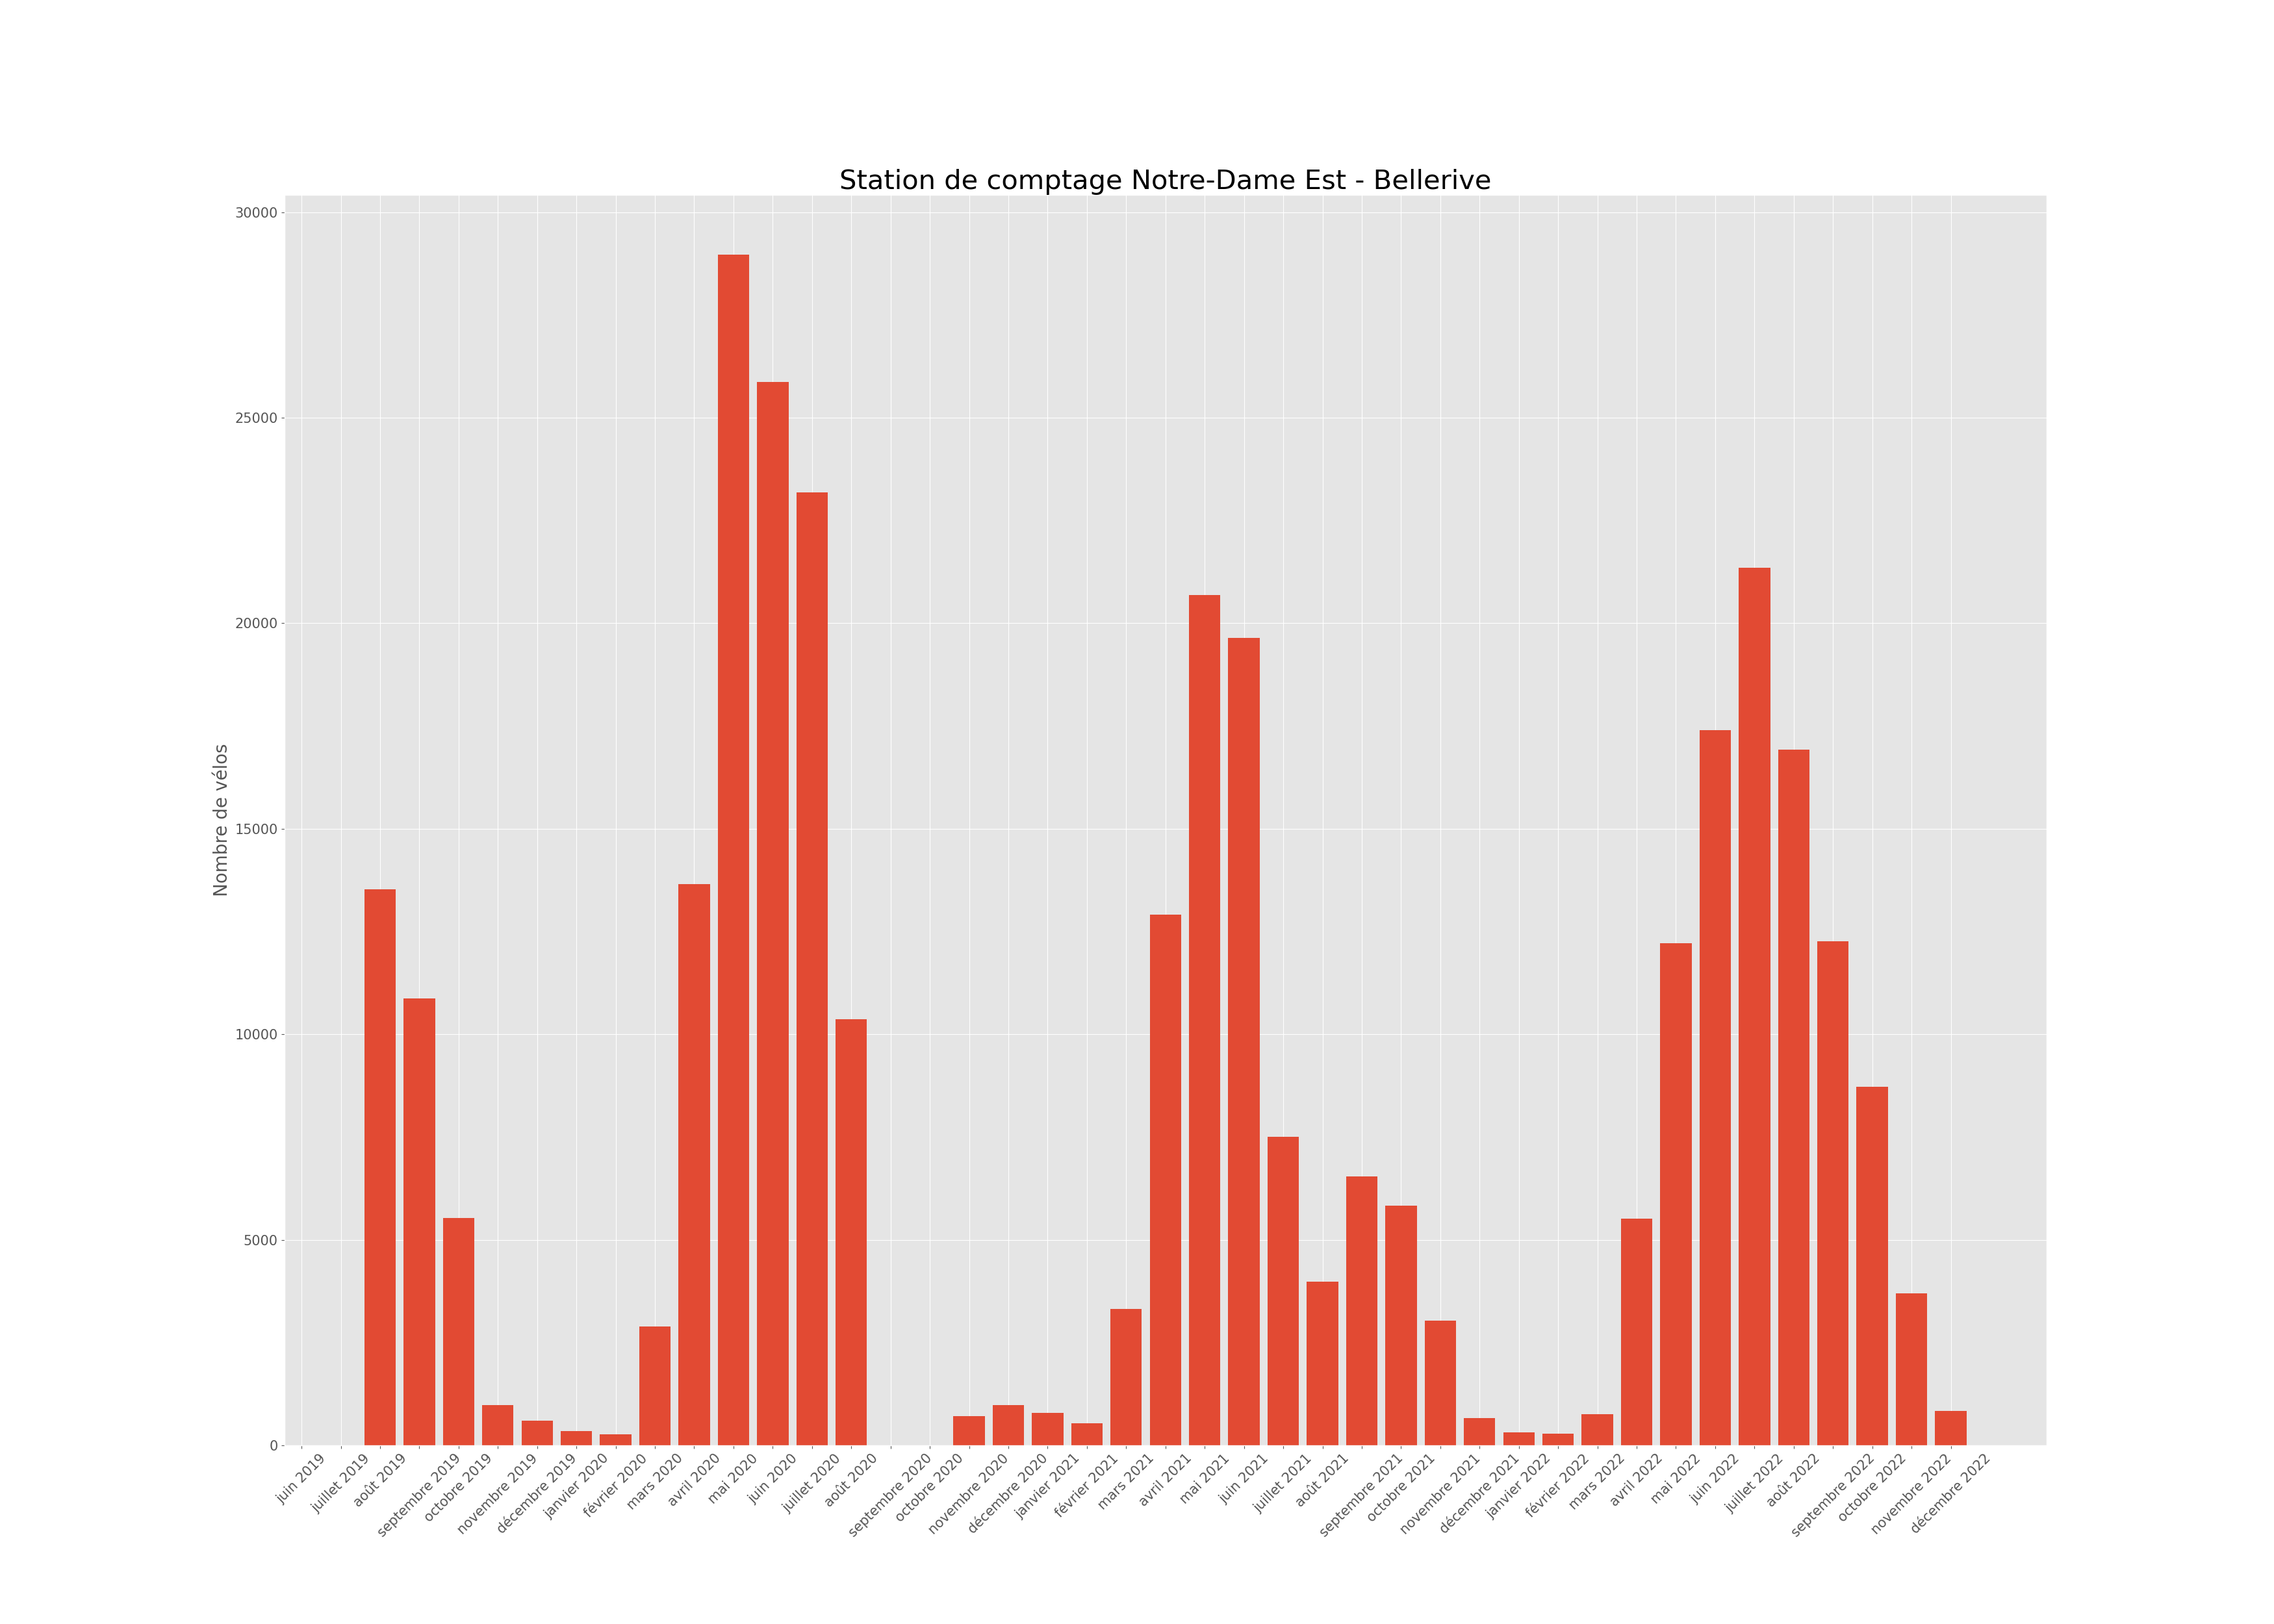 Station de comptage Notre-Dame Est - Bellerive
Nombre de vélos
30000
25000
20000
15000
10000
5000
0
juin 2019
juillet 2019
août 2019
septembre 2019
octobre 2019
novembre 2019
décembre 2019
janvier 2020
février 2020
mars 2020
avril 2020
mai 2020
juin 2020
juillet 2020
août 2020
septembre 2020
octobre 2020
novembre 2020
décembre 2020
janvier 2021
février 2021
mars 2021
avril 2021
mai 2021
juin 2021
juillet 2021
août 2021
septembre 2021
octobre 2021
novembre 2021
décembre 2021
janvier 2022
février 2022
mars 2022
avril 2022
mai 2022
juin 2022
juillet 2022
août 2022
septembre 2022
octobre 2022
novembre 2022
décembre 2022